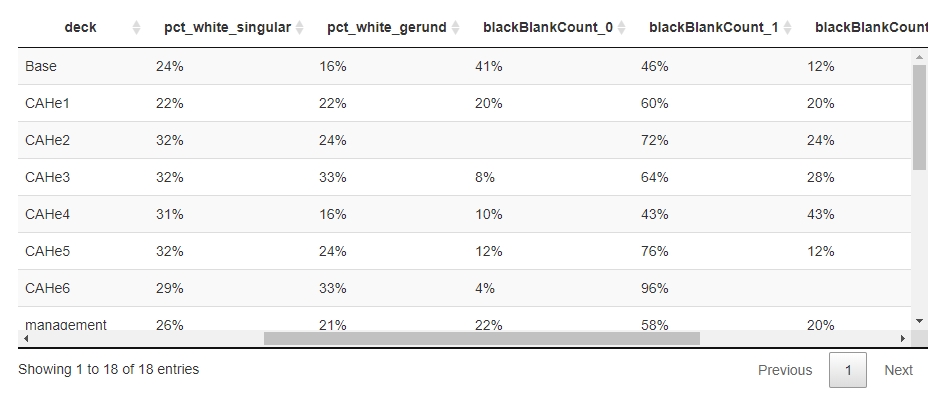 deck pct_white_singular pct_white_gerund blackBlankCount_0 blackBlankCount_1 blackBlankCount
Base 24% 16% 41% 46% 12%
CAHe1 22% 22% 20% 60% 20%
CAHe2 32% 24% 72% 24%
CAHe3 32% 33% 8% 64% 28%
CAHe4 31% 16% 10% 43% 43%
CAHe5 32% 24% 12% 76% 12%
CAHe6 29% 33% 4% 96%
management 26% 21% 22% 58% 20%
Showing 1 to 18 of 18 entries Previous 1 Next